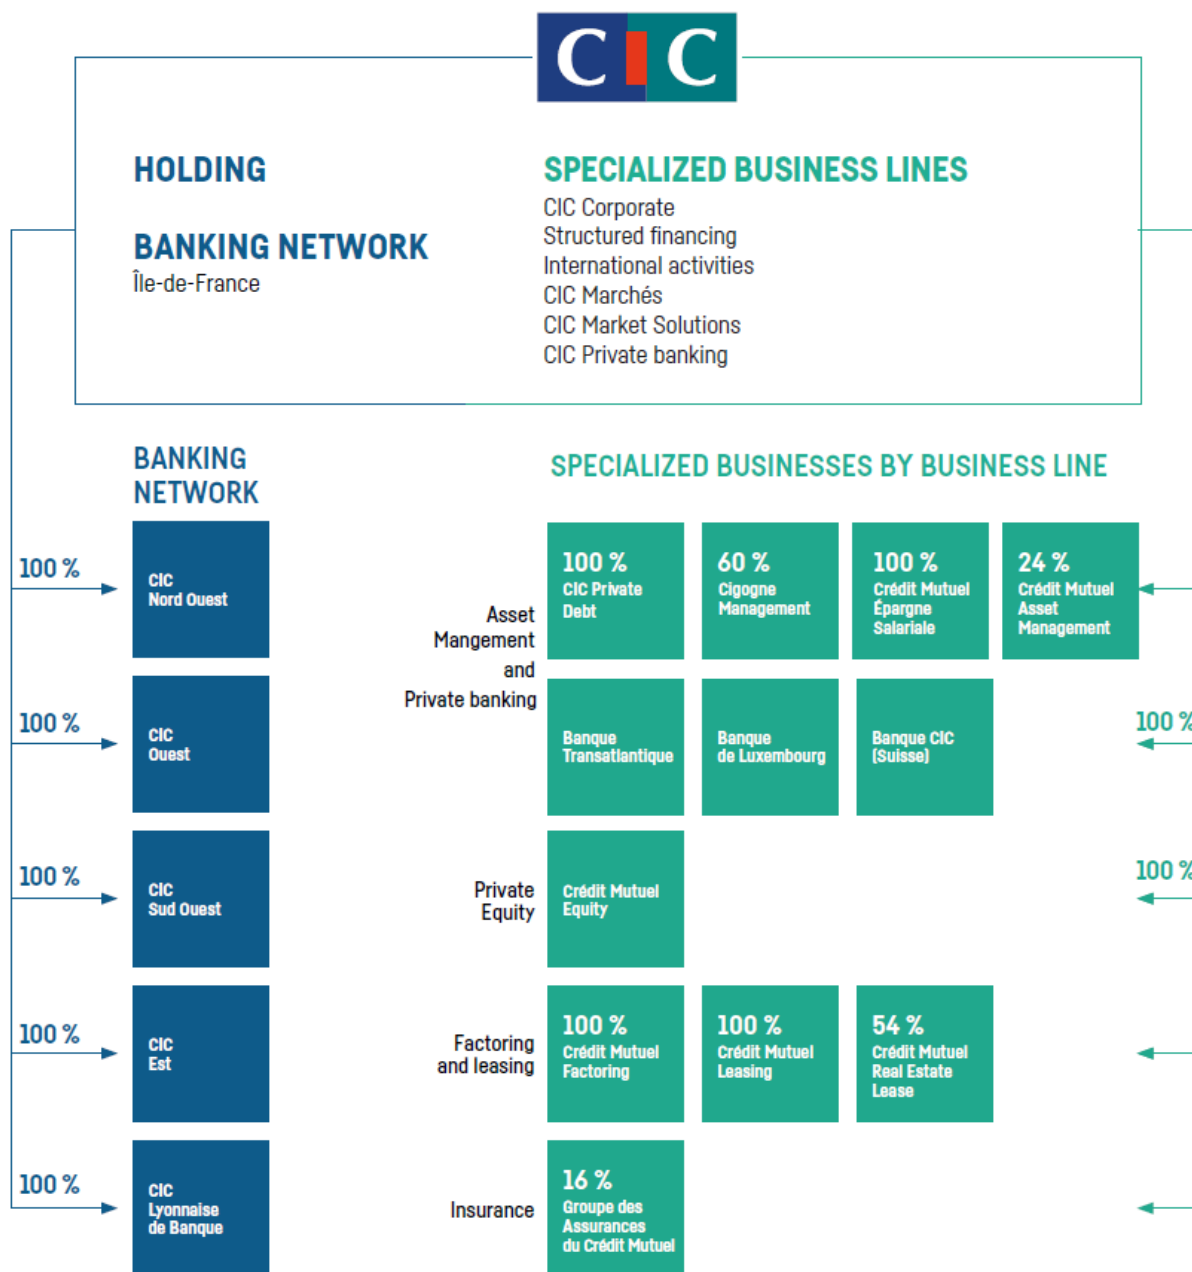 CIC
HOLDING
BANKING NETWORK
Île-de-France
SPECIALIZED BUSINESS LINES
CIC Corporate
Structured financing
International activities
CIC Marchés
CIC Market Solutions
CIC Private banking
BANKING
NETWORK
100 %
CIC
Nord Ouest
100 %
CIC
Ouest
100 %
CIC
Sud Ouest
100 %
CIC
Est
100 %
CIC
Lyonnaise
de Banque
SPECIALIZED BUSINESSES BY BUSINESS LINE
Asset
Mangement
and
Private banking
100 %
CIC Private
Debt
60 %
Cigogne
Management
100 %
Crédit Mutuel
Épargne
Salariale
24 %
Crédit Mutuel
Asset
Management
Banque
Transatlantique
Banque
de Luxembourg
Banque CIC
(Suisse)
100 %
Private
Equity
Crédit Mutuel
Equity
100 %
Factoring
and leasing
100 %
Crédit Mutuel
Factoring
100 %
Crédit Mutuel
Leasing
54 %
Crédit Mutuel
Real Estate
Lease
Insurance
16 %
Groupe des
Assurances
du Crédit Mutuel